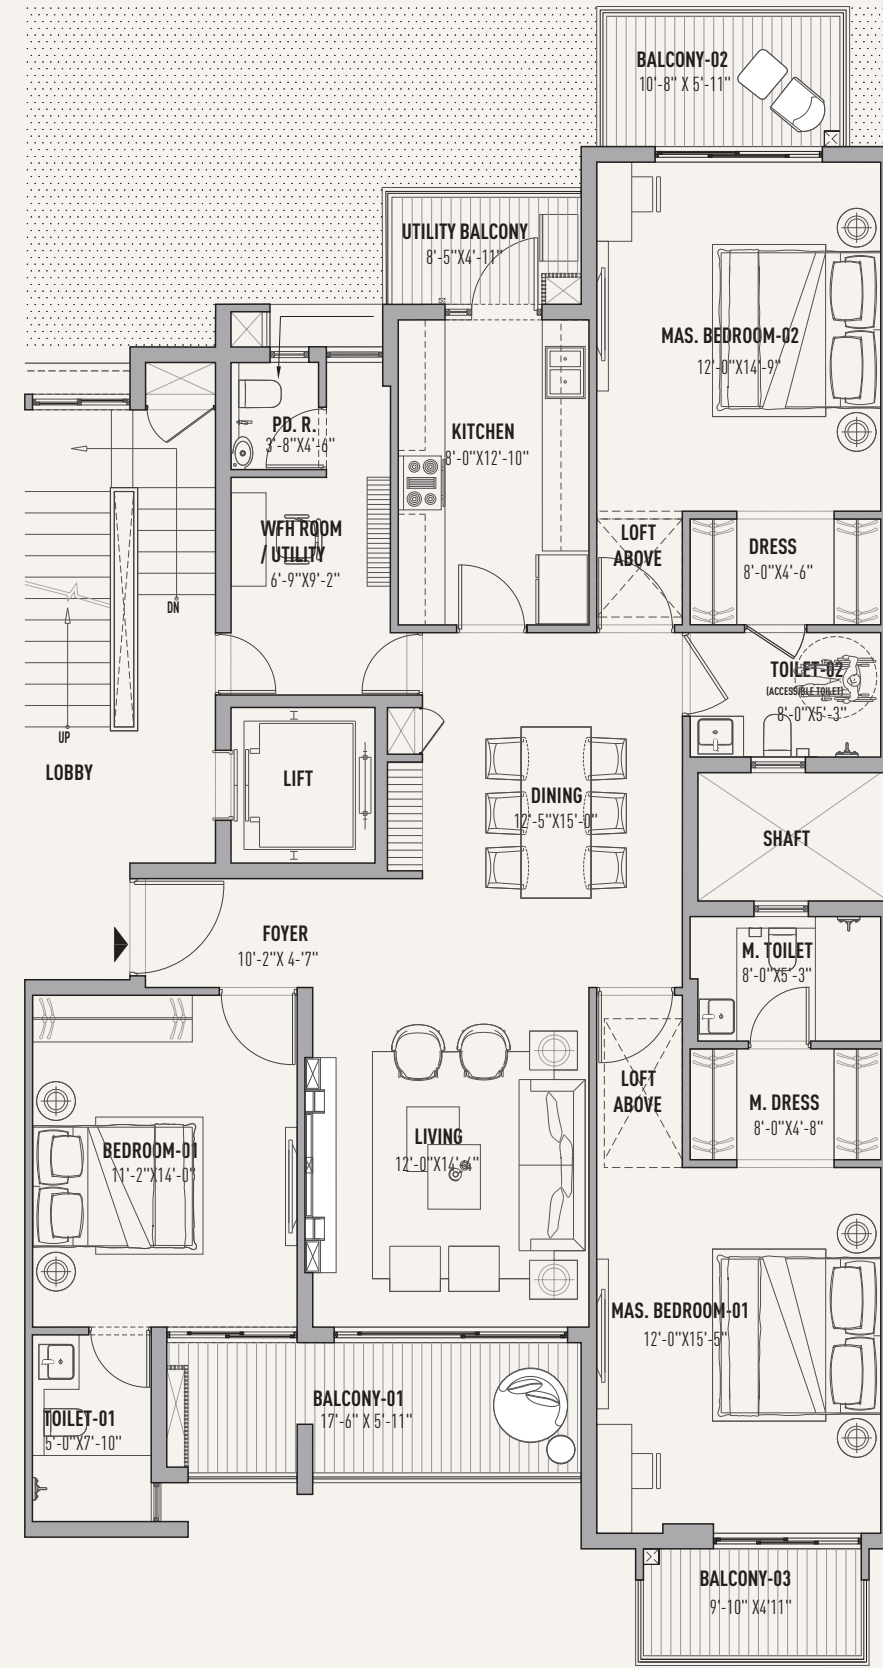 BALCONY-02
10'-8" X 5'-11"
UTILITY BALCONY
8'-5"X4'-11"
MAS. BEDROOM-02
12'-0"X14'-9"
PD. R.
3'-8"X4'-6"
KITCHEN
8'-0"X12'-10"
WFH ROOM
/ UTILITY
6'-9"X9'-2"
LOFT
ABOVE
DRESS
8'-0"X4'-6"
DN
UP
LOBBY
TOILET-02
(ACCESSIBLE TOILET)
8'-0"X5'-3"
LIFT
DINING
12'-5"X15'-0"
SHAFT
FOYER
10'-2"X 4-'7"
M. TOILET
8'-0"X5'-3"
LOFT
ABOVE
M. DRESS
8'-0"X4'-8"
BEDROOM-01
11'-2"X14'-0"
LIVING
12'-0"X14'-4"
MAS. BEDROOM-01
12'-0"X15'-5"
BALCONY-01
17'-6" X 5'-11"
TOILET-01
5'-0"X7'-10"
BALCONY-03
9'-10" X4'11"